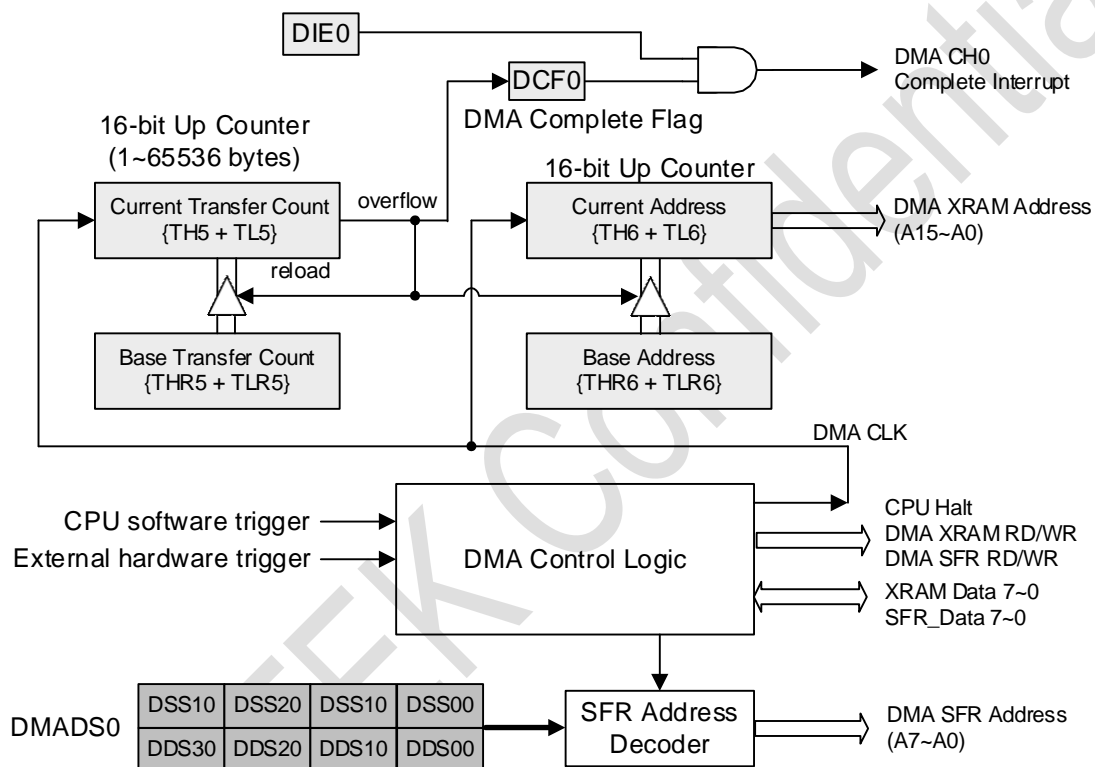 DIE0
DMA CH0
Complete Interrupt
DCF0
DMA Complete Flag
16-bit Up Counter
(1~65536 bytes)
16-bit Up Counter
Current Transfer Count
{TH5 + TL5}
overflow
Current Address
{TH6 + TL6}
DMA XRAM Address
(A15~A0)
reload
Base Transfer Count
{THR5 + TLR5}
Base Address
{THR6 + TLR6}
DMA CLK
CPU software trigger
External hardware trigger
DMA Control Logic
CPU Halt
DMA XRAM RD/WR
DMA SFR RD/WR
XRAM Data 7~0
SFR_Data 7~0
DMADS0
DSS10 DSS20 DSS10 DSS00
DDS30 DDS20 DDS10 DDS00
SFR Address
Decoder
DMA SFR Address
(A7~A0)